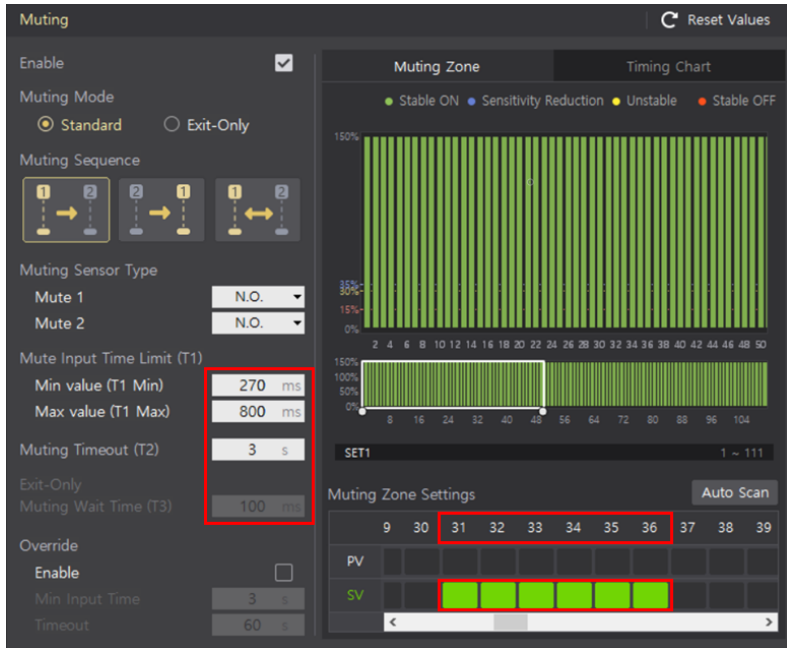 Muting
Reset Values
Enable
Muting Mode
Standard
Exit-Only
Muting Sequence
1 2
2 1
1 2
Muting Sensor Type
Mute 1 N.O.
Mute 2 N.O.
Mute Input Time Limit (T1)
Min value (T1 Min) 270 ms
Max value (T1 Max) 800 ms
Muting Timeout (T2) 3 s
Exit-Only
Muting Wait Time (T3) 100 ms
Override
Enable
Min Input Time 3 s
Timeout 60 s
Muting Zone Timing Chart
Stable ON Sensitivity Reduction Unstable Stable OFF
150%
35%
30%
15%
0%
2 4 6 8 10 12 14 16 18 20 22 24 26 28 30 32 34 36 38 40 42 44 46 48 50
150%
100%
50%
0%
8 16 24 32 40 48 56 64 72 80 88 96 104
SET1 1 ~ 111
Muting Zone Settings Auto Scan
9 30 31 32 33 34 35 36 37 38 39
PV
SV